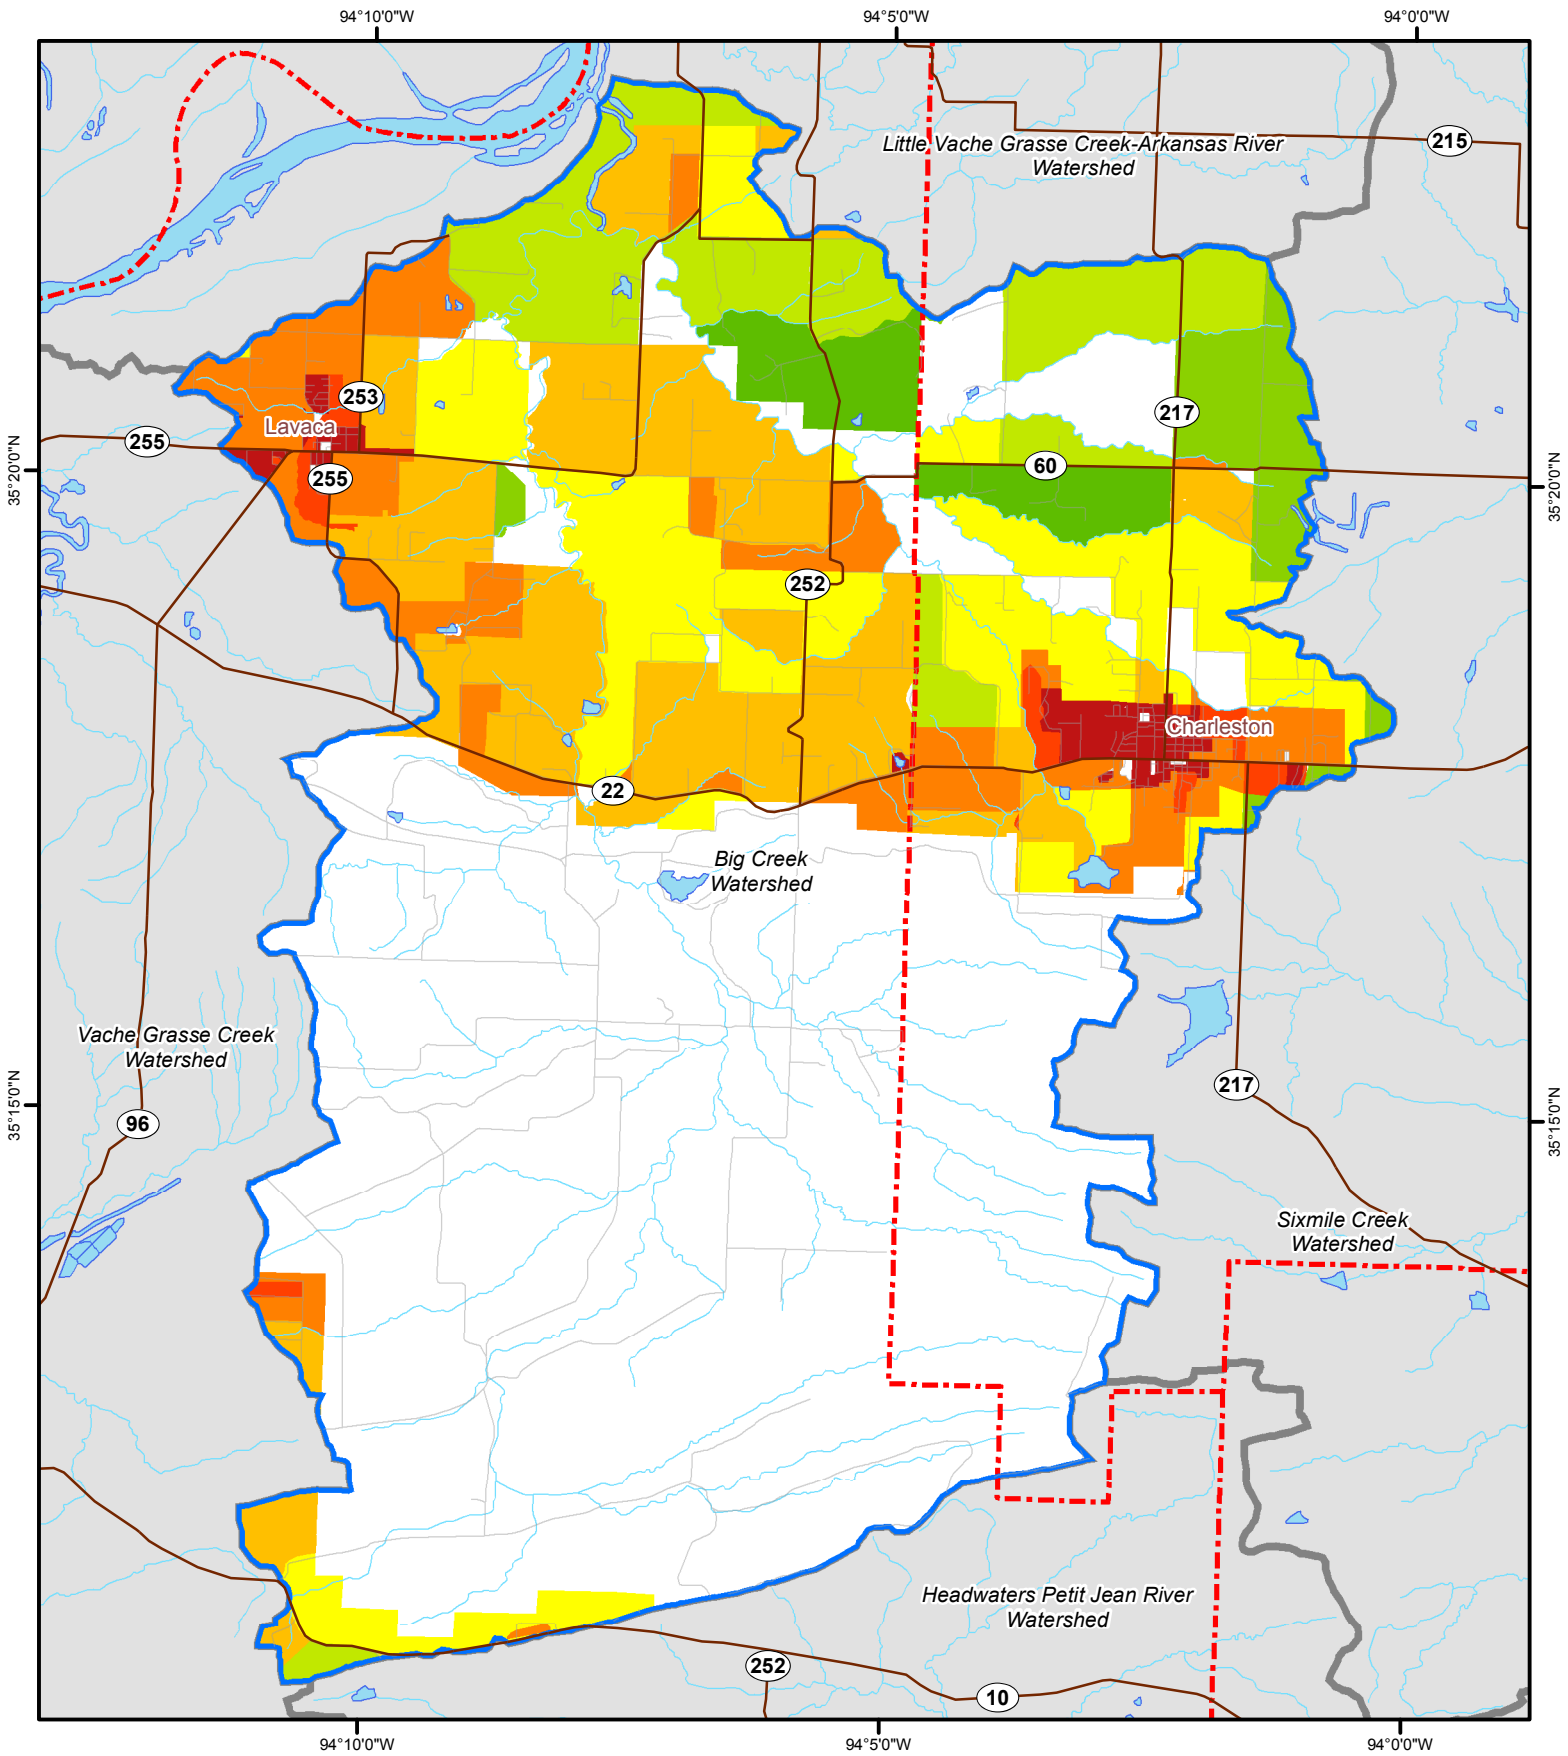 94°10'0"W
94°5'0"W
94°0'0"W
Little Vache Grasse Creek-Arkansas River
Watershed
215
253
217
Lavaca
255
60
255
35°20'0"N
35°20'0"N
252
Charleston
22
Big Creek
Watershed
Vache Grasse Creek
Watershed
217
96
35°15'0"N
35°15'0"N
Sixmile Creek
Watershed
Headwaters Petit Jean River
Watershed
252
10
94°10'0"W
94°5'0"W
94°0'0"W